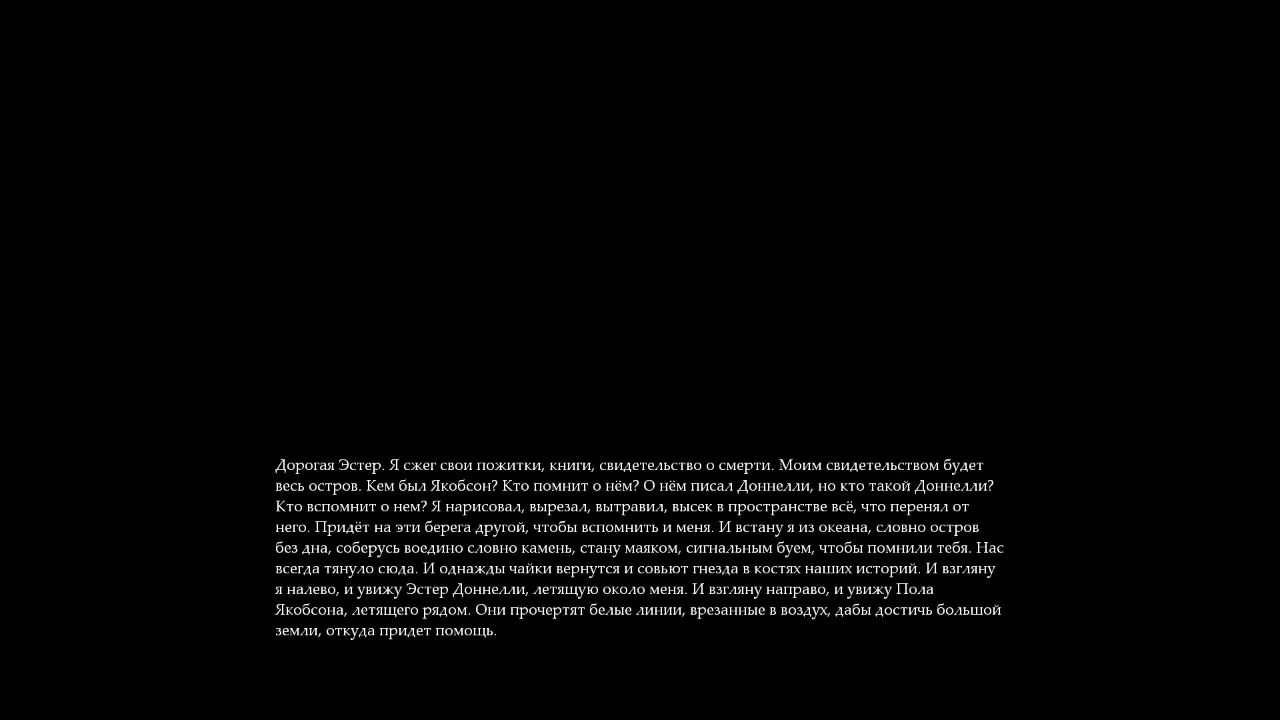 Дорогая Эстер. Я сжег свои пожитки, книги, свидетельство о смерти. Моим свидетельством будет
весь остров. Кем был Якобсон? Кто помнит о нём? О нём писал Доннелли, но кто такой Доннелли?
Кто вспомнит о нем? Я нарисовал, вырезал, вытравил, высек в пространстве всё, что перенял от
него. Придёт на эти берега другой, чтобы вспомнить и меня. И встану я из океана, словно остров
без дна, соберусь воедино словно камень, стану маяком, сигнальным буем, чтобы помнили тебя. Нас
всегда тянуло сюда. И однажды чайки вернутся и совьют гнезда в костях наших историй. И взгляну
я налево, и увижу Эстер Доннелли, летящую около меня. И взгляну направо, и увижу Пола
Якобсона, летящего рядом. Они прочертят белые линии, врезанные в воздух, дабы достичь большой
земли, откуда придет помощь.